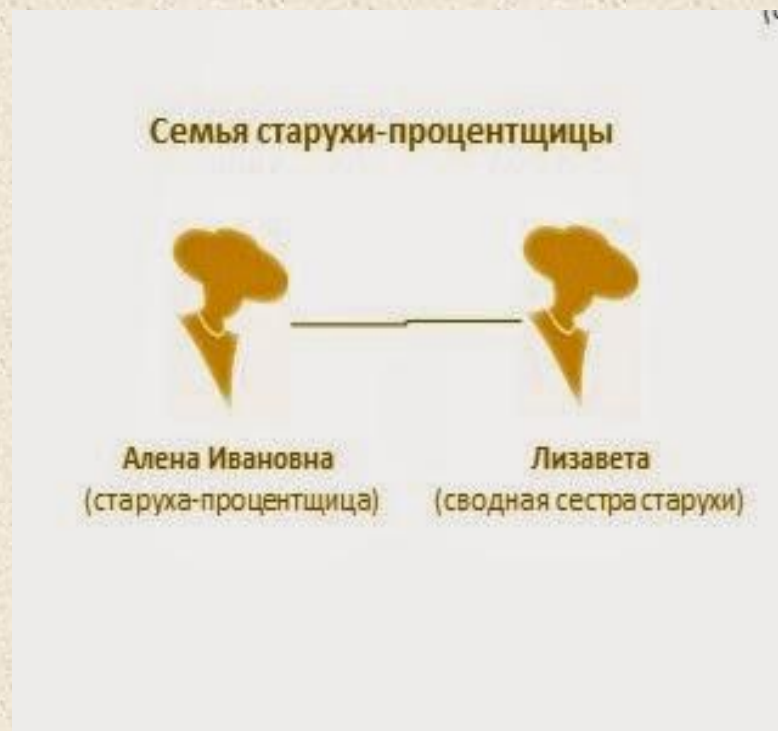 Семья старухи-процентщицы
Алена Ивановна
(старуха-процентщица)
Лизавета
(сводная сестра старухи)